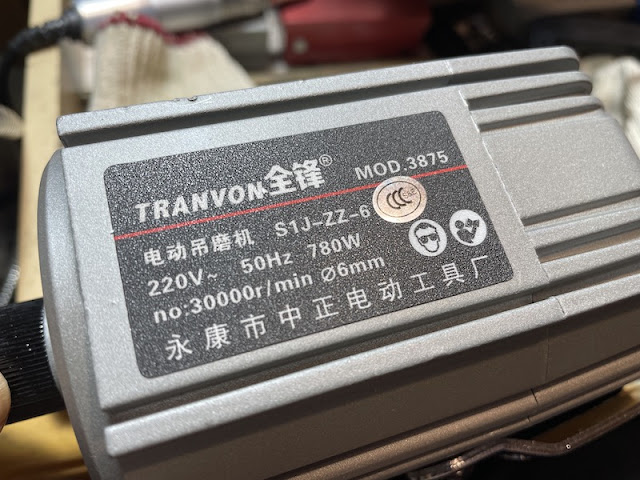 TRANVON全锋® MOD.3875
电动吊磨机 S1J-ZZ-6
220V~ 50Hz 780W
no:30000r/min Ø6mm
永康市中正电动工具厂